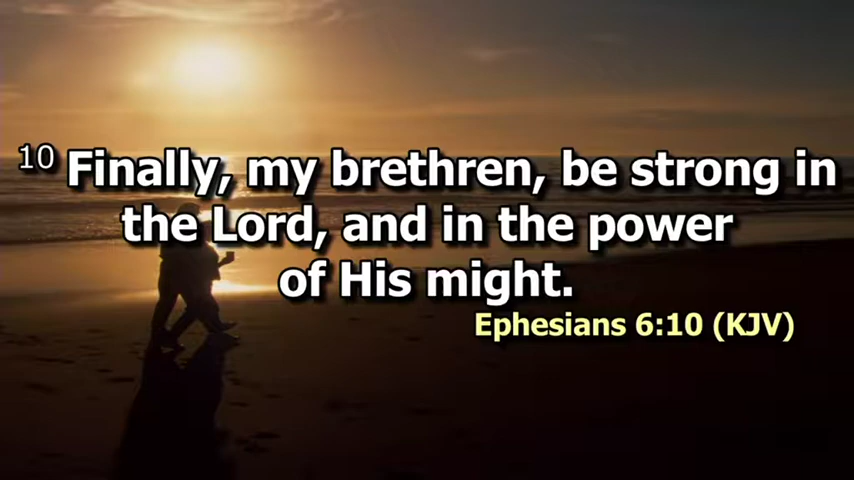 10 Finally, my brethren, be strong in
the Lord, and in the power
of His might.
Ephesians 6:10 (KJV)